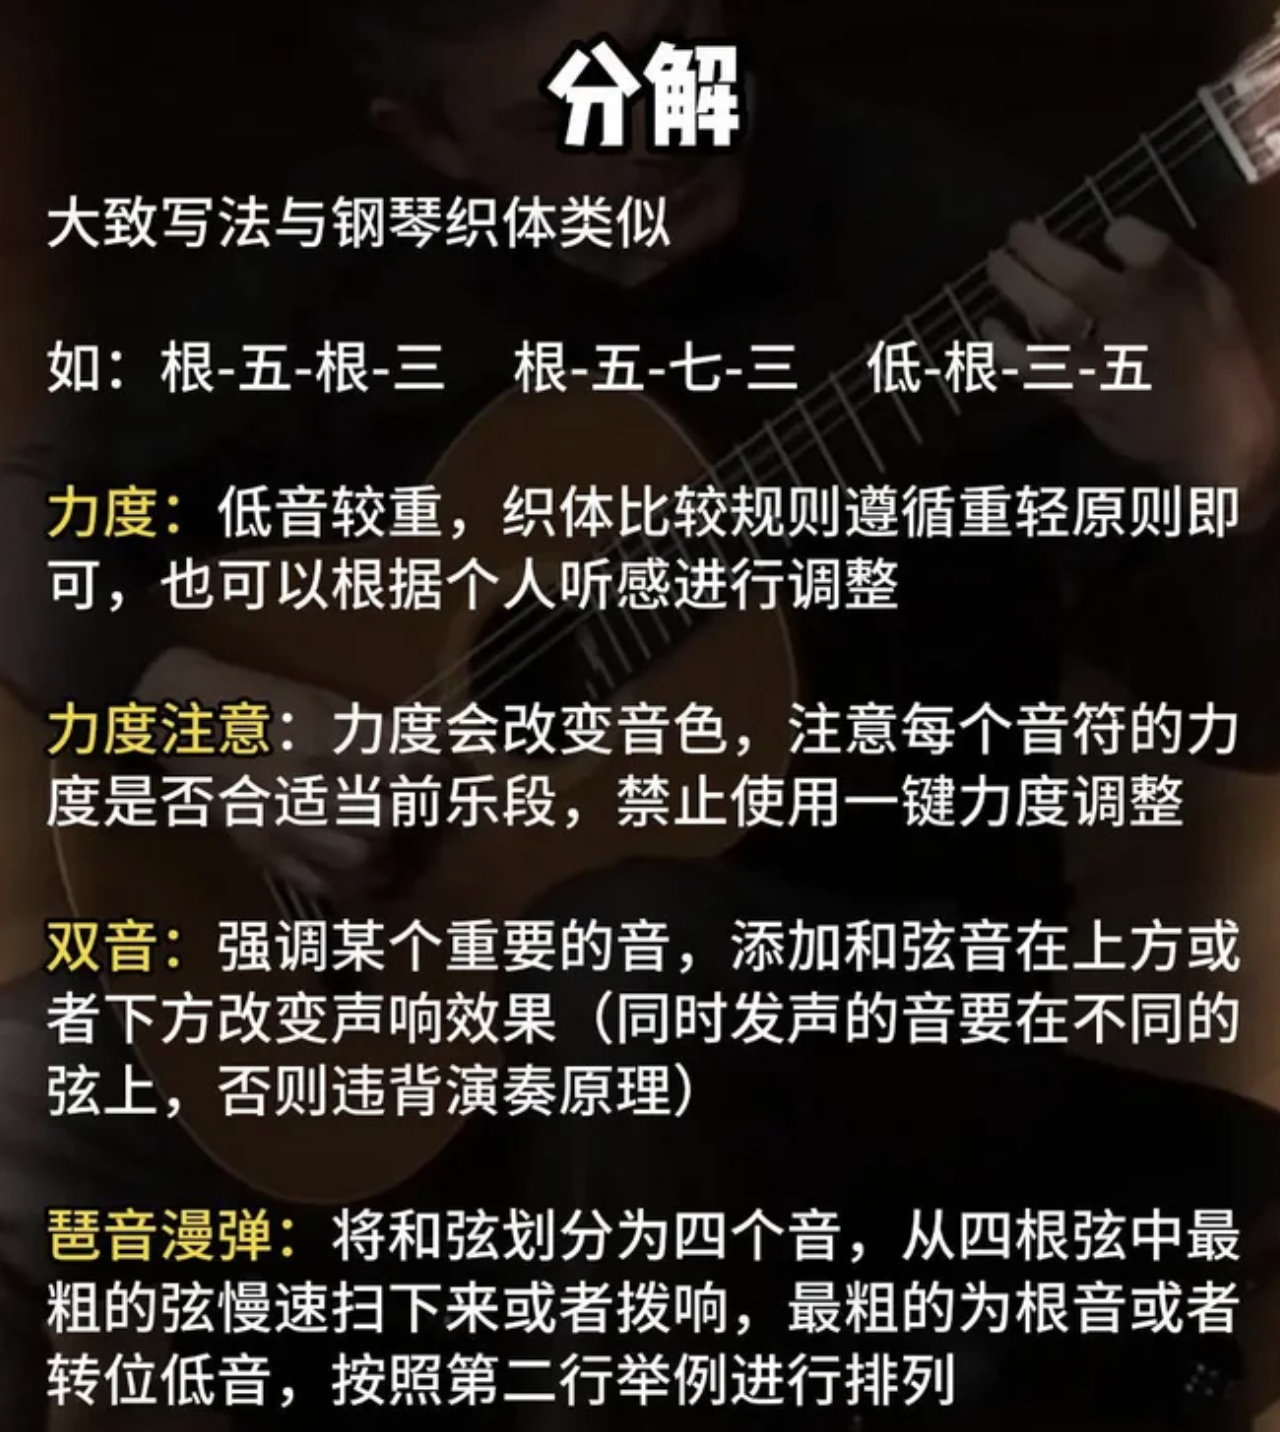 分解
大致写法与钢琴织体类似
如：根-五-根-三 根-五-七-三 低-根-三-五
力度：低音较重，织体比较规则遵循重轻原则即
可，也可以根据个人听感进行调整
力度注意：力度会改变音色，注意每个音符的力
度是否合适当前乐段，禁止使用一键力度调整
双音：强调某个重要的音，添加和弦音在上方或
者下方改变声响效果（同时发声的音要在不同的
弦上，否则违背演奏原理）
琶音漫弹：将和弦划分为四个音，从四根弦中最
粗的弦慢速扫下来或者拨响，最粗的为根音或者
转位低音，按照第二行举例进行排列